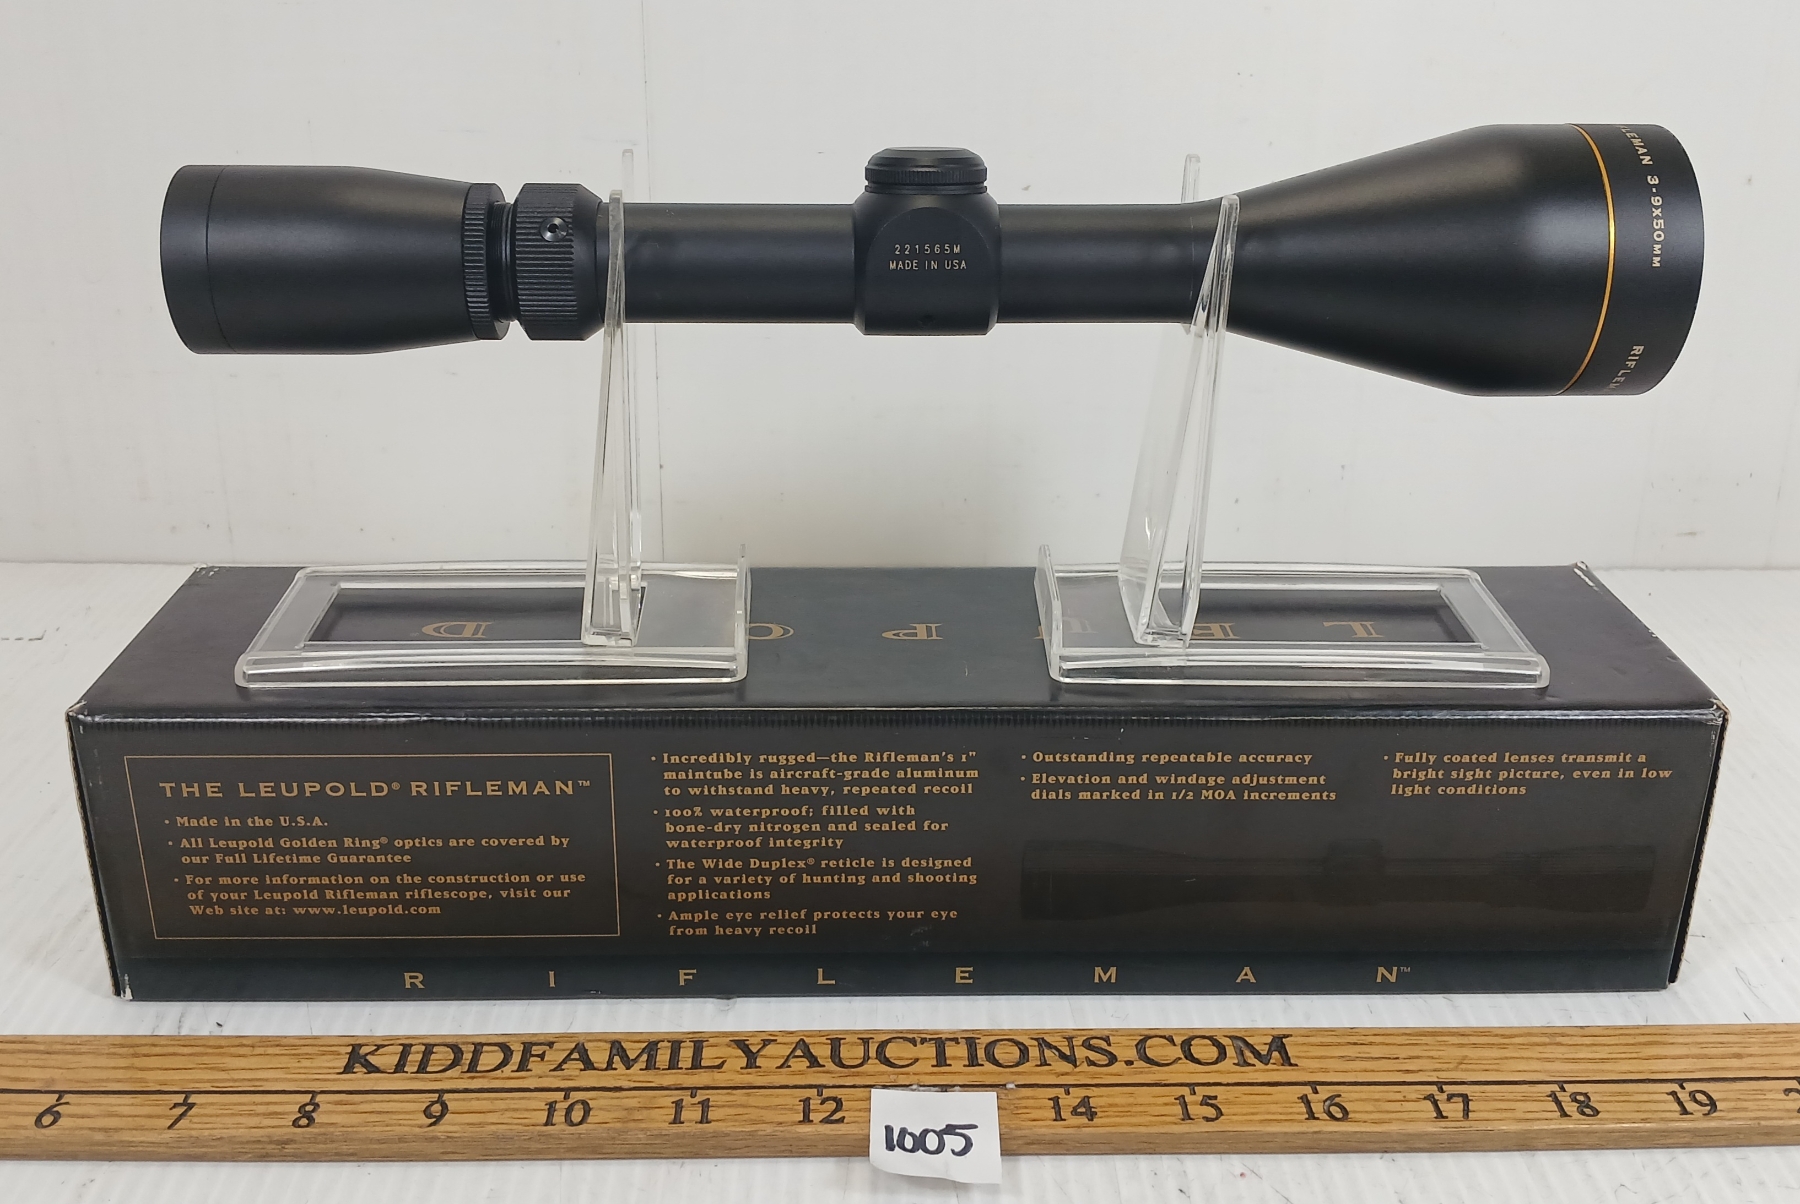 RIFLEMAN 3-9X50MM
221565M
MADE IN USA
LEUPOLD®
THE LEUPOLD® RIFLEMAN™
• Made in the U.S.A.
• All Leupold Golden Ring® optics are covered by
our Full Lifetime Guarantee
• For more information on the construction or use
of your Leupold Rifleman riflescope, visit our
Web site at: www.leupold.com
• Incredibly rugged—the Rifleman's 1"
maintube is aircraft-grade aluminum
to withstand heavy, repeated recoil
• 100% waterproof; filled with
bone-dry nitrogen and sealed for
waterproof integrity
• The Wide Duplex® reticle is designed
for a variety of hunting and shooting
applications
• Ample eye relief protects your eye
from heavy recoil
• Outstanding repeatable accuracy
• Elevation and windage adjustment
dials marked in 1/2 MOA increments
• Fully coated lenses transmit a
bright sight picture, even in low
light conditions
RIFLEMAN™
KIDDFAMILYAUCTIONS.COM
6 7 8 9 10 11 12 14 15 16 17 18 19
1005